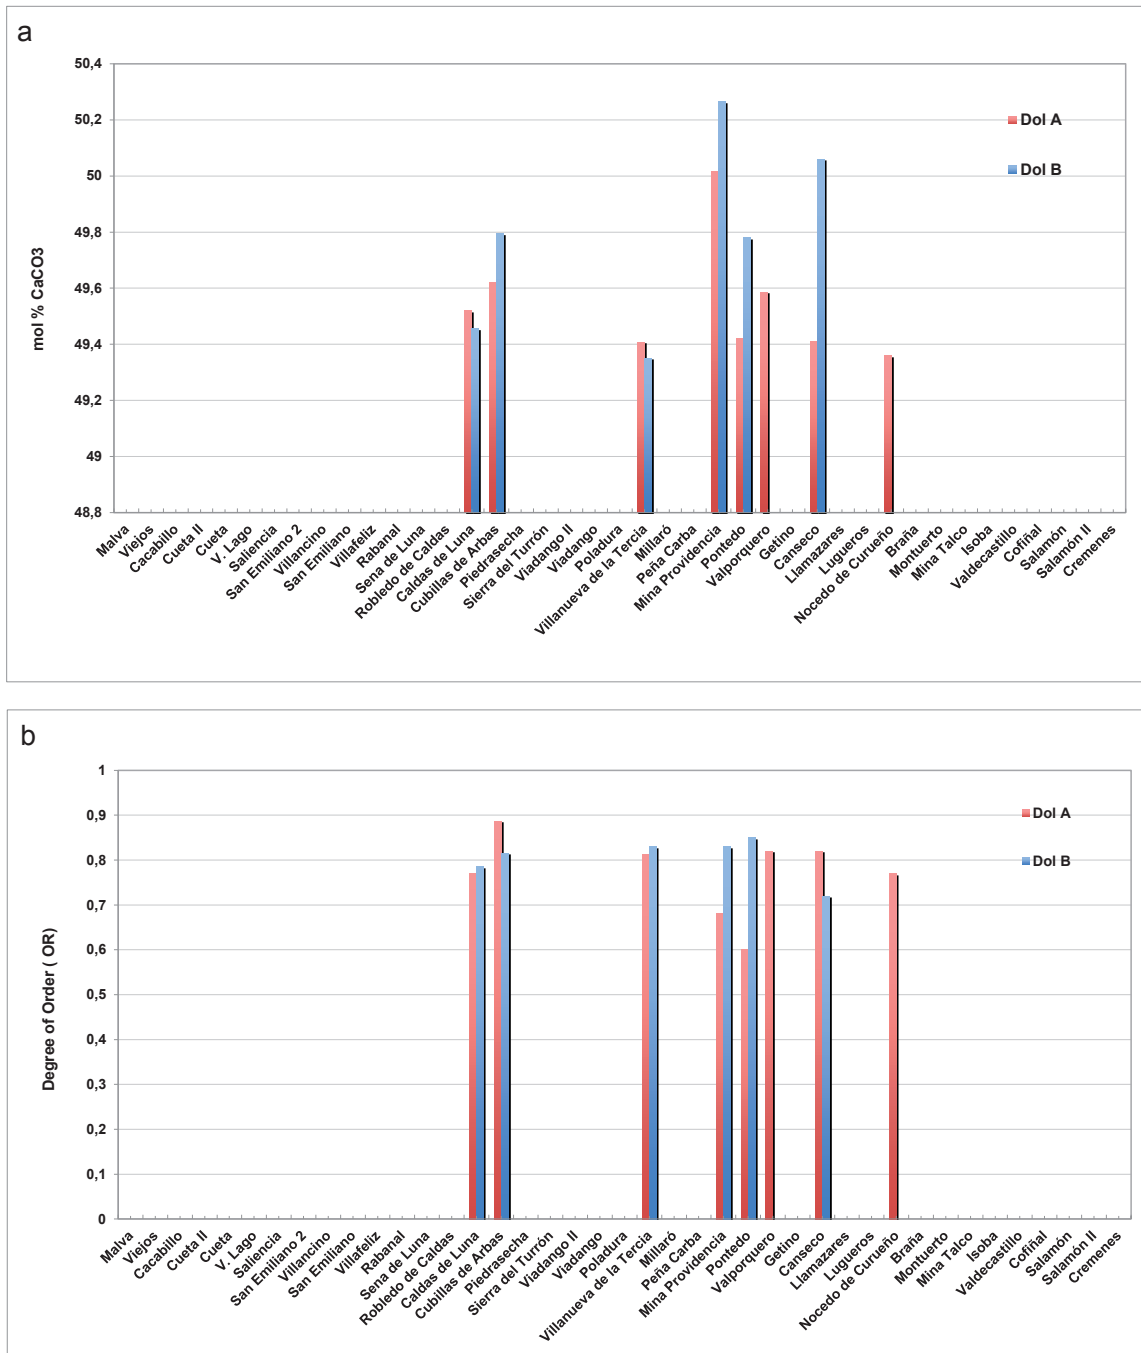 a
50,4
50,2
50
49,8
49,6
49,4
49,2
49
48,8
mol % CaCO3
Dol A
Dol B
Malva
Viejos
Cacabillo
Cueta II
Cueta
V. Lago
Saliencia
San Emiliano 2
Villancino
San Emiliano
Villafeliz
Rabanal
Sena de Luna
Robledo de Caldas
Caldas de Luna
Cubillas de Arbas
Piedrasecha
Sierra del Turrón
Viadango II
Viadango
Poladura
Villanueva de la Tercia
Millaró
Peña Carba
Mina Providencia
Pontedo
Valporquero
Getino
Canseco
Llamazares
Lugueros
Nocedo de Curueño
Braña
Montuerto
Mina Talco
Isoba
Valdecastillo
Cofiñal
Salamón
Salamón II
Cremenes
b
1
0,9
0,8
0,7
0,6
0,5
0,4
0,3
0,2
0,1
0
Degree of Order ( OR)
Dol A
Dol B
Malva
Viejos
Cacabillo
Cueta II
Cueta
V. Lago
Saliencia
San Emiliano 2
Villancino
San Emiliano
Villafeliz
Rabanal
Sena de Luna
Robledo de Caldas
Caldas de Luna
Cubillas de Arbas
Piedrasecha
Sierra del Turrón
Viadango II
Viadango
Poladura
Villanueva de la Tercia
Millaró
Peña Carba
Mina Providencia
Pontedo
Valporquero
Getino
Canseco
Llamazares
Lugueros
Nocedo de Curueño
Braña
Montuerto
Mina Talco
Isoba
Valdecastillo
Cofiñal
Salamón
Salamón II
Cremenes